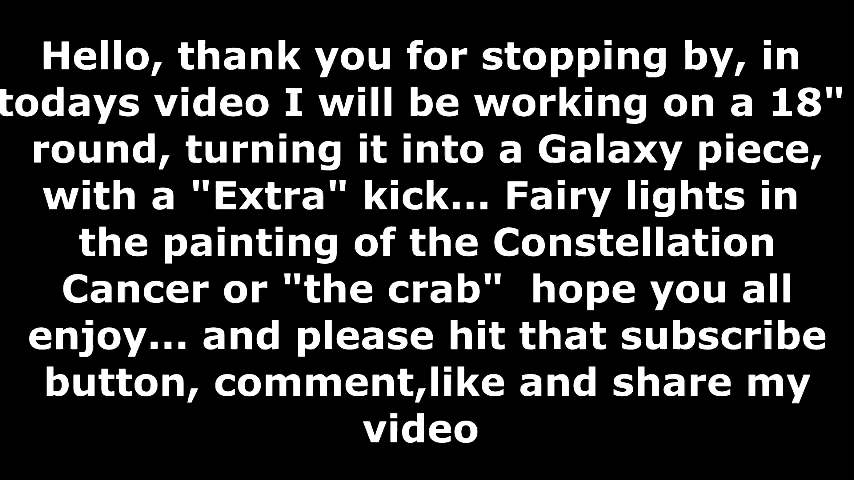 Hello, thank you for stopping by, in
todays video I will be working on a 18"
round, turning it into a Galaxy piece,
with a "Extra" kick... Fairy lights in
the painting of the Constellation
Cancer or "the crab"  hope you all
enjoy... and please hit that subscribe
button, comment,like and share my
video